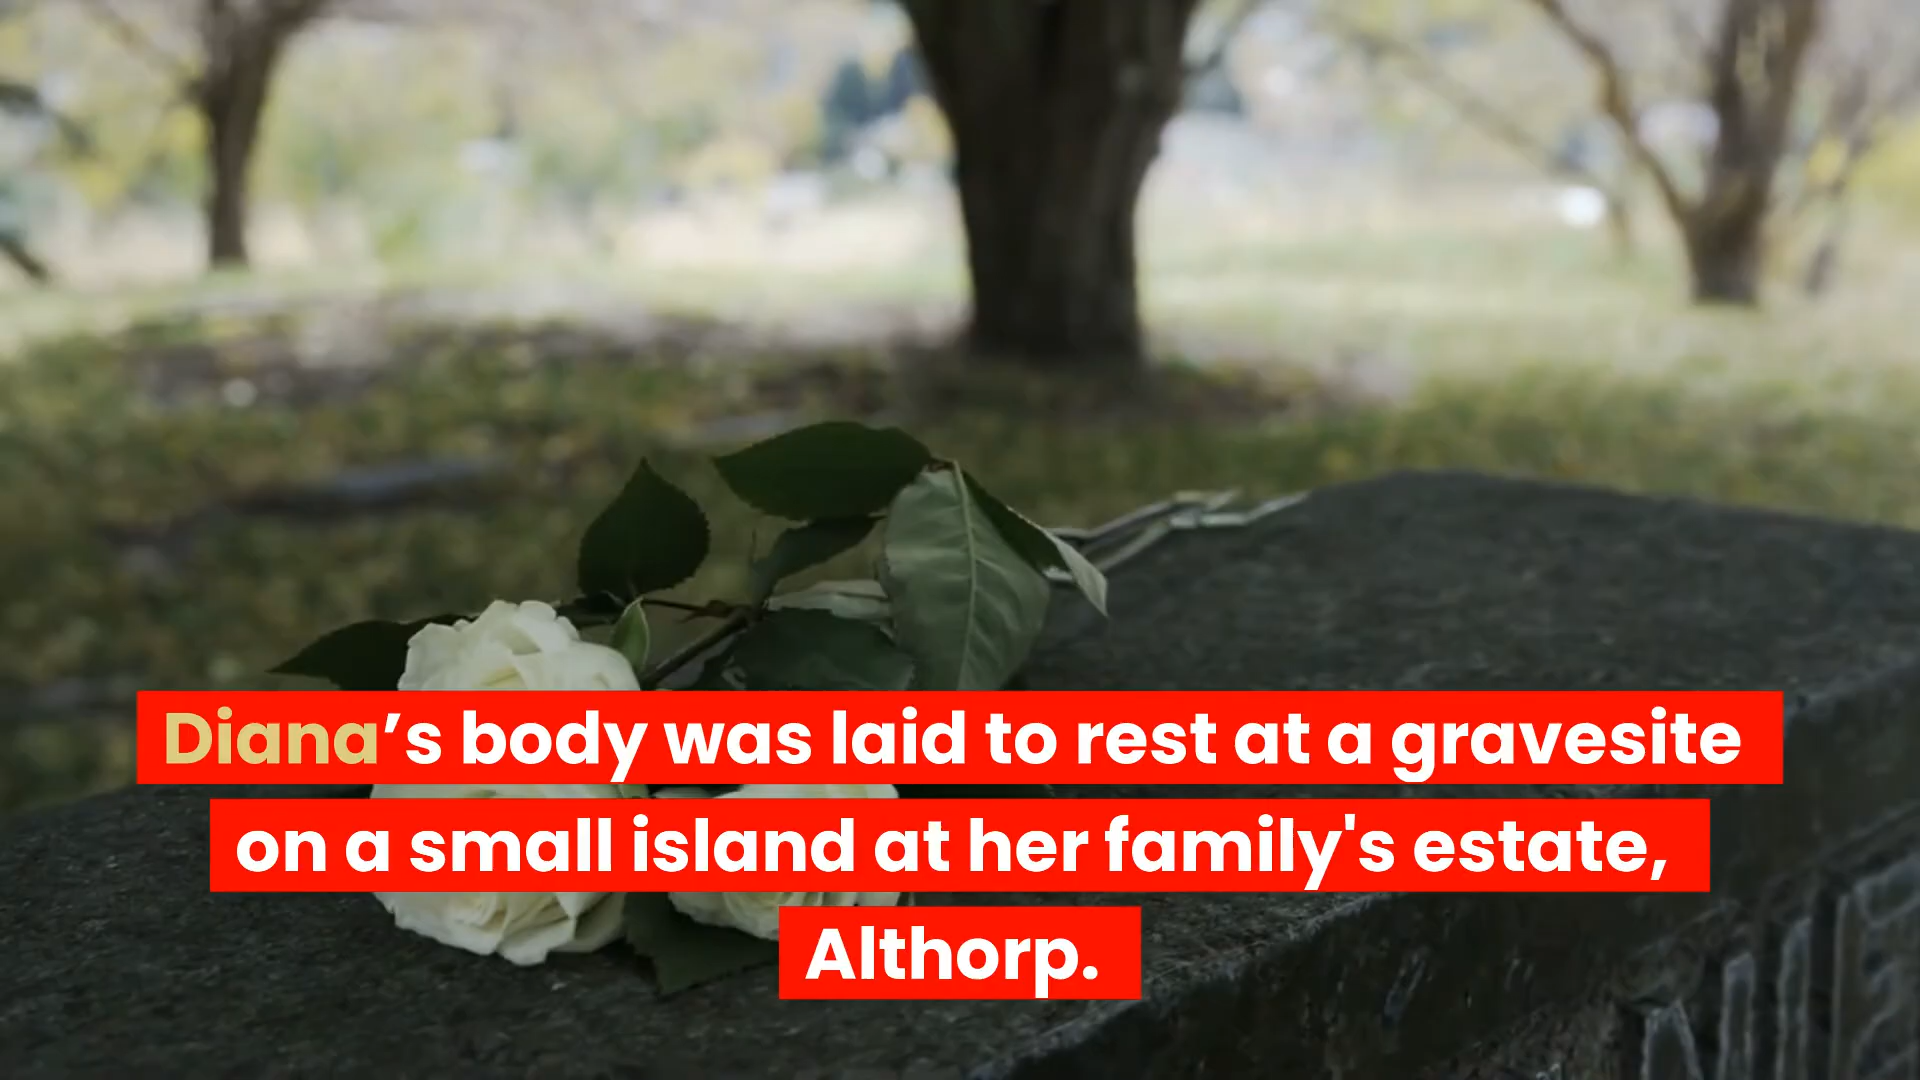 Diana’s body was laid to rest at a gravesite
on a small island at her family's estate,
Althorp.